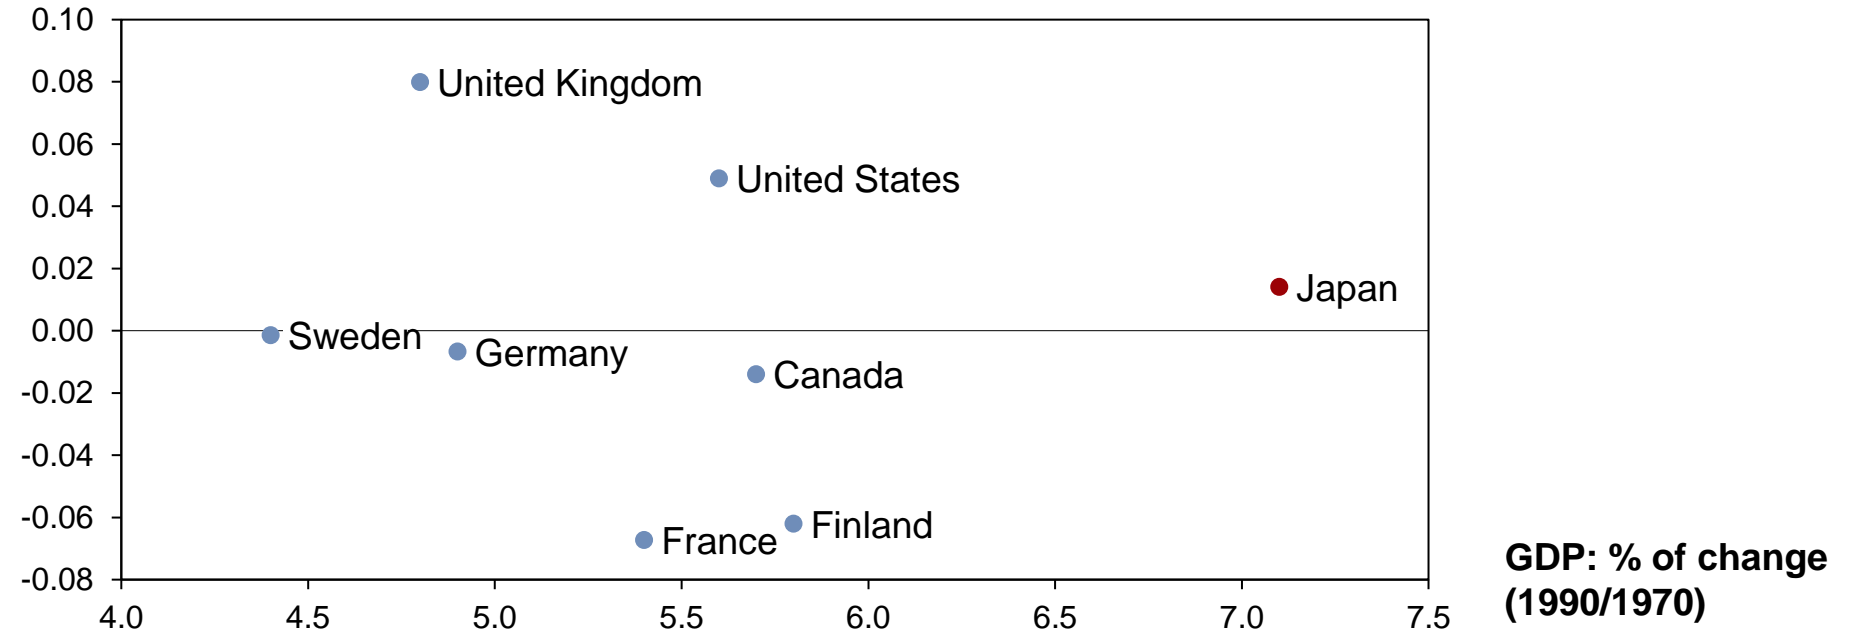 0.10
0.08
United Kingdom
0.06
United States
0.04
0.02
Japan
0.00
Sweden
Germany
-0.02
Canada
-0.04
-0.06
Finland
France
-0.08
4.0 4.5 5.0 5.5 6.0 6.5 7.0 7.5
GDP: % of change
(1990/1970)